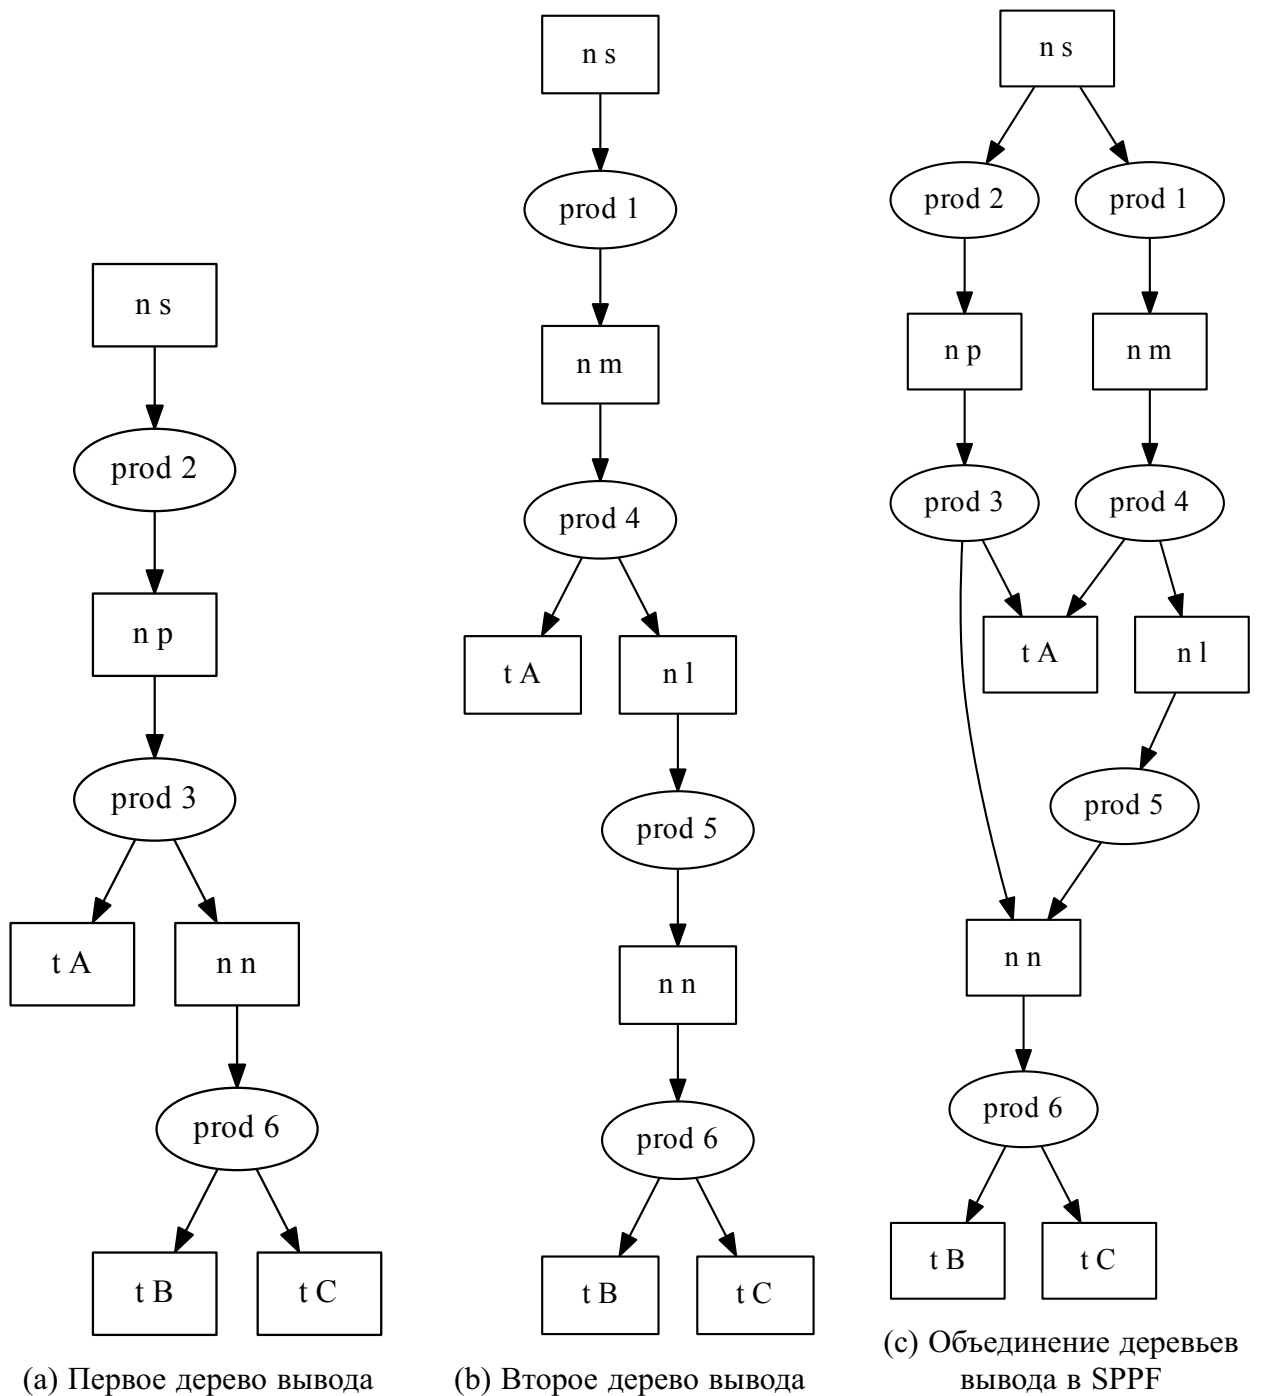 n s
prod 2
n p
prod 3
t A
n n
prod 6
t B
t C
(a) Первое дерево вывода
n s
prod 1
n m
prod 4
t A
n l
prod 5
n n
prod 6
t B
t C
(b) Второе дерево вывода
n s
prod 2
prod 1
n p
n m
prod 3
prod 4
t A
n l
prod 5
n n
prod 6
t B
t C
(c) Объединение деревьев
вывода в SPPF